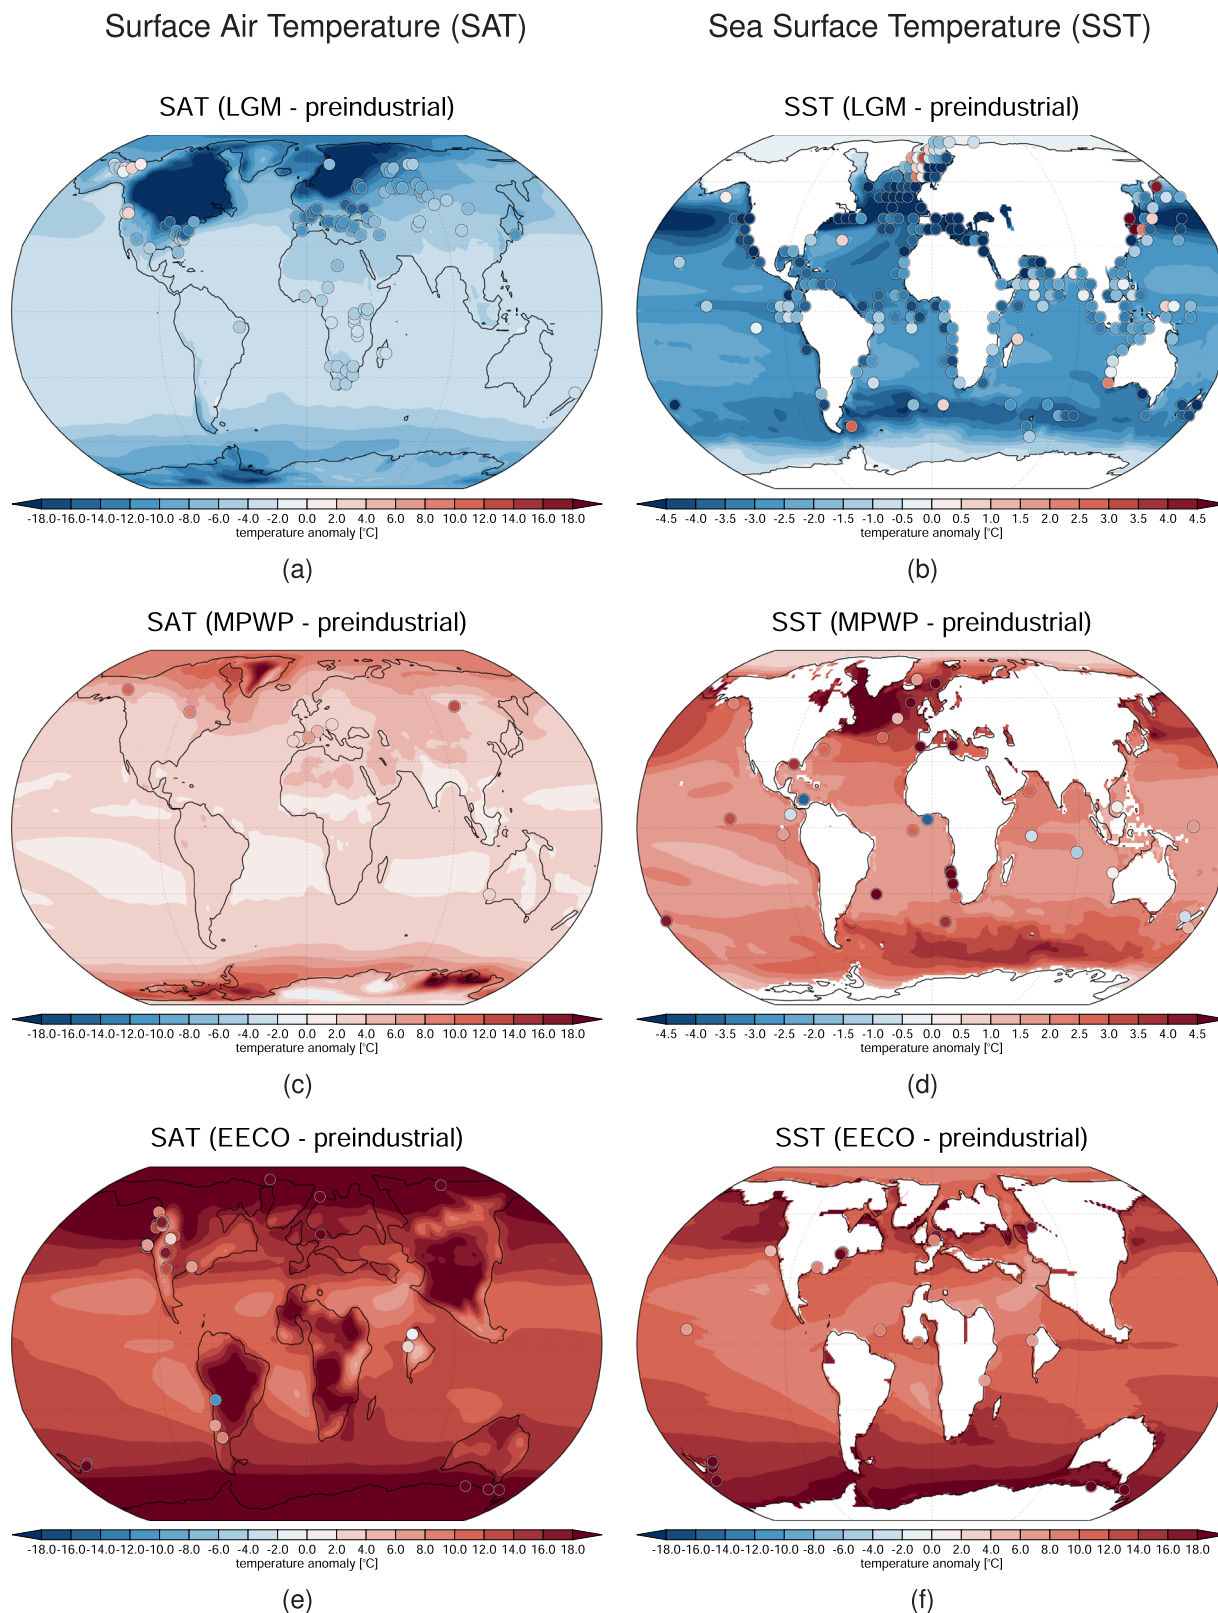 Surface Air Temperature (SAT)
Sea Surface Temperature (SST)
SAT (LGM - preindustrial)
SST (LGM - preindustrial)
-18.0-16.0-14.0-12.0-10.0 -8.0 -6.0 -4.0 -2.0 0.0 2.0 4.0 6.0 8.0 10.0 12.0 14.0 16.0 18.0
temperature anomaly [°C]
-4.5 -4.0 -3.5 -3.0 -2.5 -2.0 -1.5 -1.0 -0.5 0.0 0.5 1.0 1.5 2.0 2.5 3.0 3.5 4.0 4.5
temperature anomaly [°C]
(a)
(b)
SAT (MPWP - preindustrial)
SST (MPWP - preindustrial)
-18.0-16.0-14.0-12.0-10.0 -8.0 -6.0 -4.0 -2.0 0.0 2.0 4.0 6.0 8.0 10.0 12.0 14.0 16.0 18.0
temperature anomaly [°C]
-4.5 -4.0 -3.5 -3.0 -2.5 -2.0 -1.5 -1.0 -0.5 0.0 0.5 1.0 1.5 2.0 2.5 3.0 3.5 4.0 4.5
temperature anomaly [°C]
(c)
(d)
SAT (EECO - preindustrial)
SST (EECO - preindustrial)
-18.0-16.0-14.0-12.0-10.0 -8.0 -6.0 -4.0 -2.0 0.0 2.0 4.0 6.0 8.0 10.0 12.0 14.0 16.0 18.0
temperature anomaly [°C]
-18.0-16.0-14.0-12.0-10.0 -8.0 -6.0 -4.0 -2.0 0.0 2.0 4.0 6.0 8.0 10.0 12.0 14.0 16.0 18.0
temperature anomaly [°C]
(e)
(f)